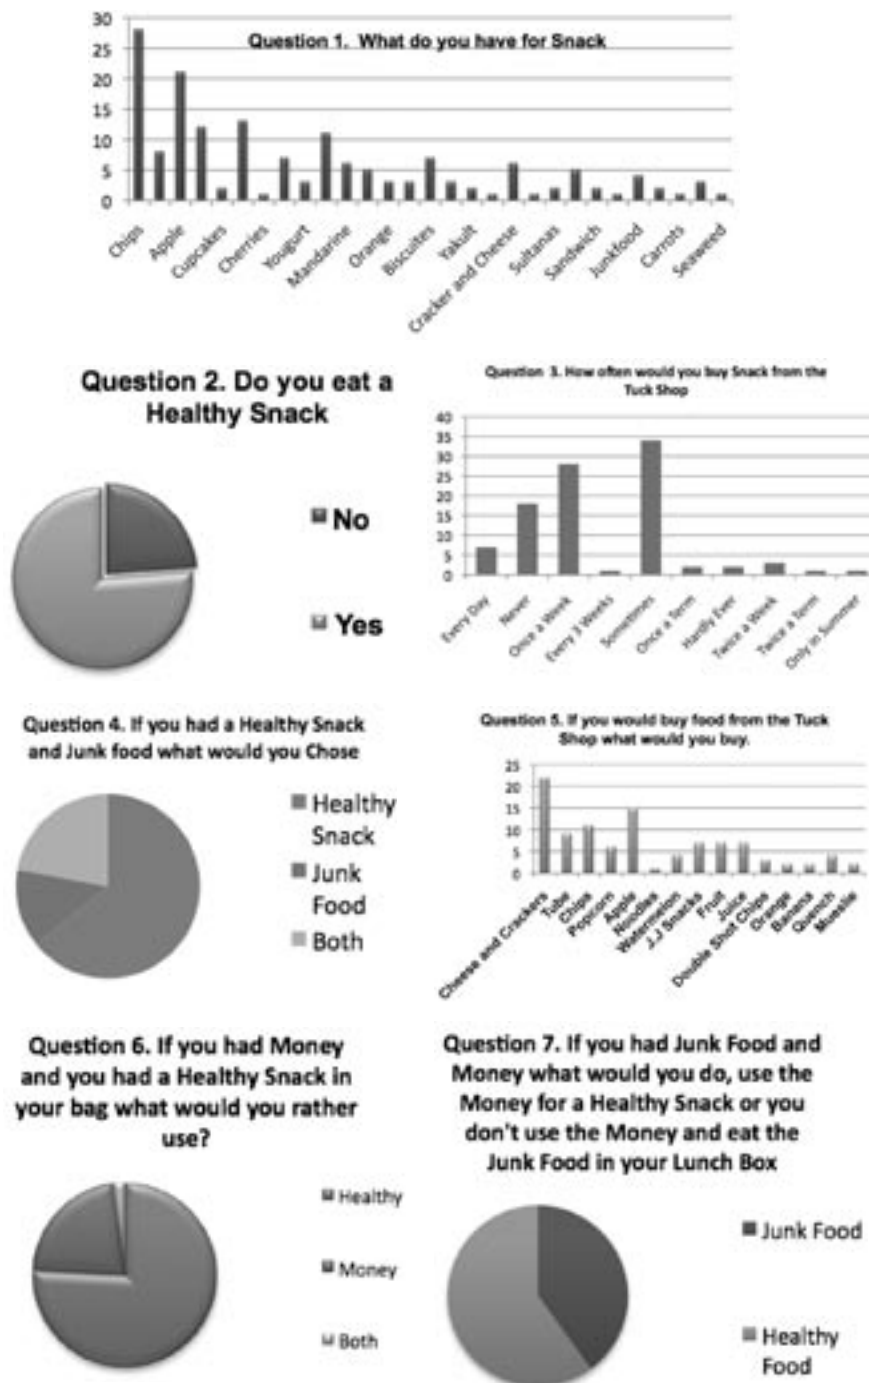 Question 1. What do you have for Snack
30
25
20
15
10
5
0
Chips
Apple
Cupcakes
Cherries
Yougurt
Mandarine
Orange
Biscuites
Yakult
Cracker and Cheese
Sultanas
Sandwich
Junkfood
Carrots
Seaweed
Question 2. Do you eat a
Healthy Snack
No
Yes
Question 3. How often would you buy Snack from the
Tuck Shop
40
35
30
25
20
15
10
5
0
Every Day
Never
Once a Week
Every 3 Weeks
Sometimes
Once a Term
Hardly Ever
Twice a Week
Twice a Term
Only in Summer
Question 4. If you had a Healthy Snack
and Junk food what would you Chose
Healthy
Snack
Junk
Food
Both
Question 5. If you would buy food from the Tuck
Shop what would you buy.
25
20
15
10
5
0
Cheese and Crackers
Tube
Chips
Popcorn
Apple
Noodles
Watermelon
J.J Snacks
Fruit
Juice
Double Shot Chips
Orange
Banana
Quench
Mueslie
Question 6. If you had Money
and you had a Healthy Snack in
your bag what would you rather
use?
Healthy
Money
Both
Question 7. If you had Junk Food and
Money what would you do, use the
Money for a Healthy Snack or you
don't use the Money and eat the
Junk Food in your Lunch Box
Junk Food
Healthy
Food